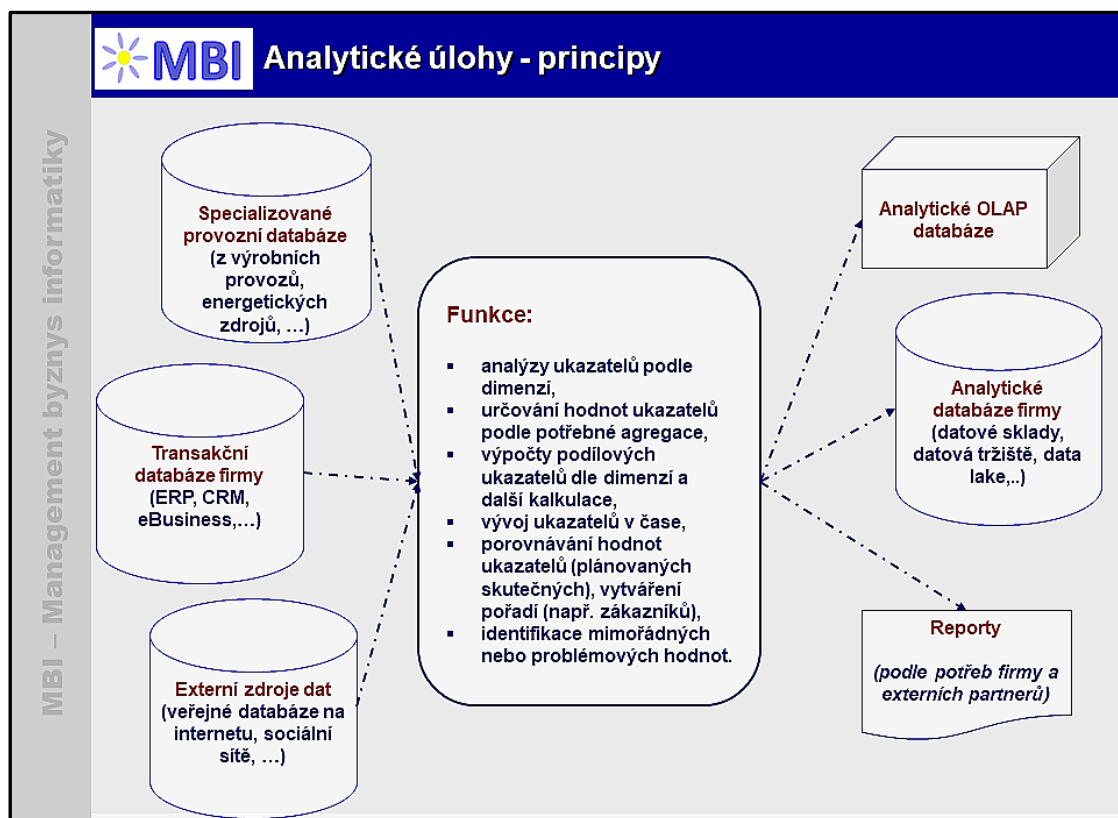 MBI
Analytické úlohy - principy
MBI – Management byznys informatiky
Specializované
provozní databáze
(z výrobních
provozů,
energetických
zdrojů, …)
Transakční
databáze firmy
(ERP, CRM,
eBusiness,…)
Externí zdroje dat
(veřejné databáze na
internetu, sociální
sítě, …)
Funkce:
▪ analýzy ukazatelů podle
dimenzí,
▪ určování hodnot ukazatelů
podle potřebné agregace,
▪ výpočty podílových
ukazatelů dle dimenzí a
další kalkulace,
▪ vývoj ukazatelů v čase,
▪ porovnávání hodnot
ukazatelů (plánovaných
skutečných), vytváření
pořadí (např. zákazníků),
▪ identifikace mimořádných
nebo problémových hodnot.
Analytické OLAP
databáze
Analytické
databáze firmy
(datové sklady,
datová tržiště, data
lake,..)
Reporty
(podle potřeb firmy a
externích partnerů)